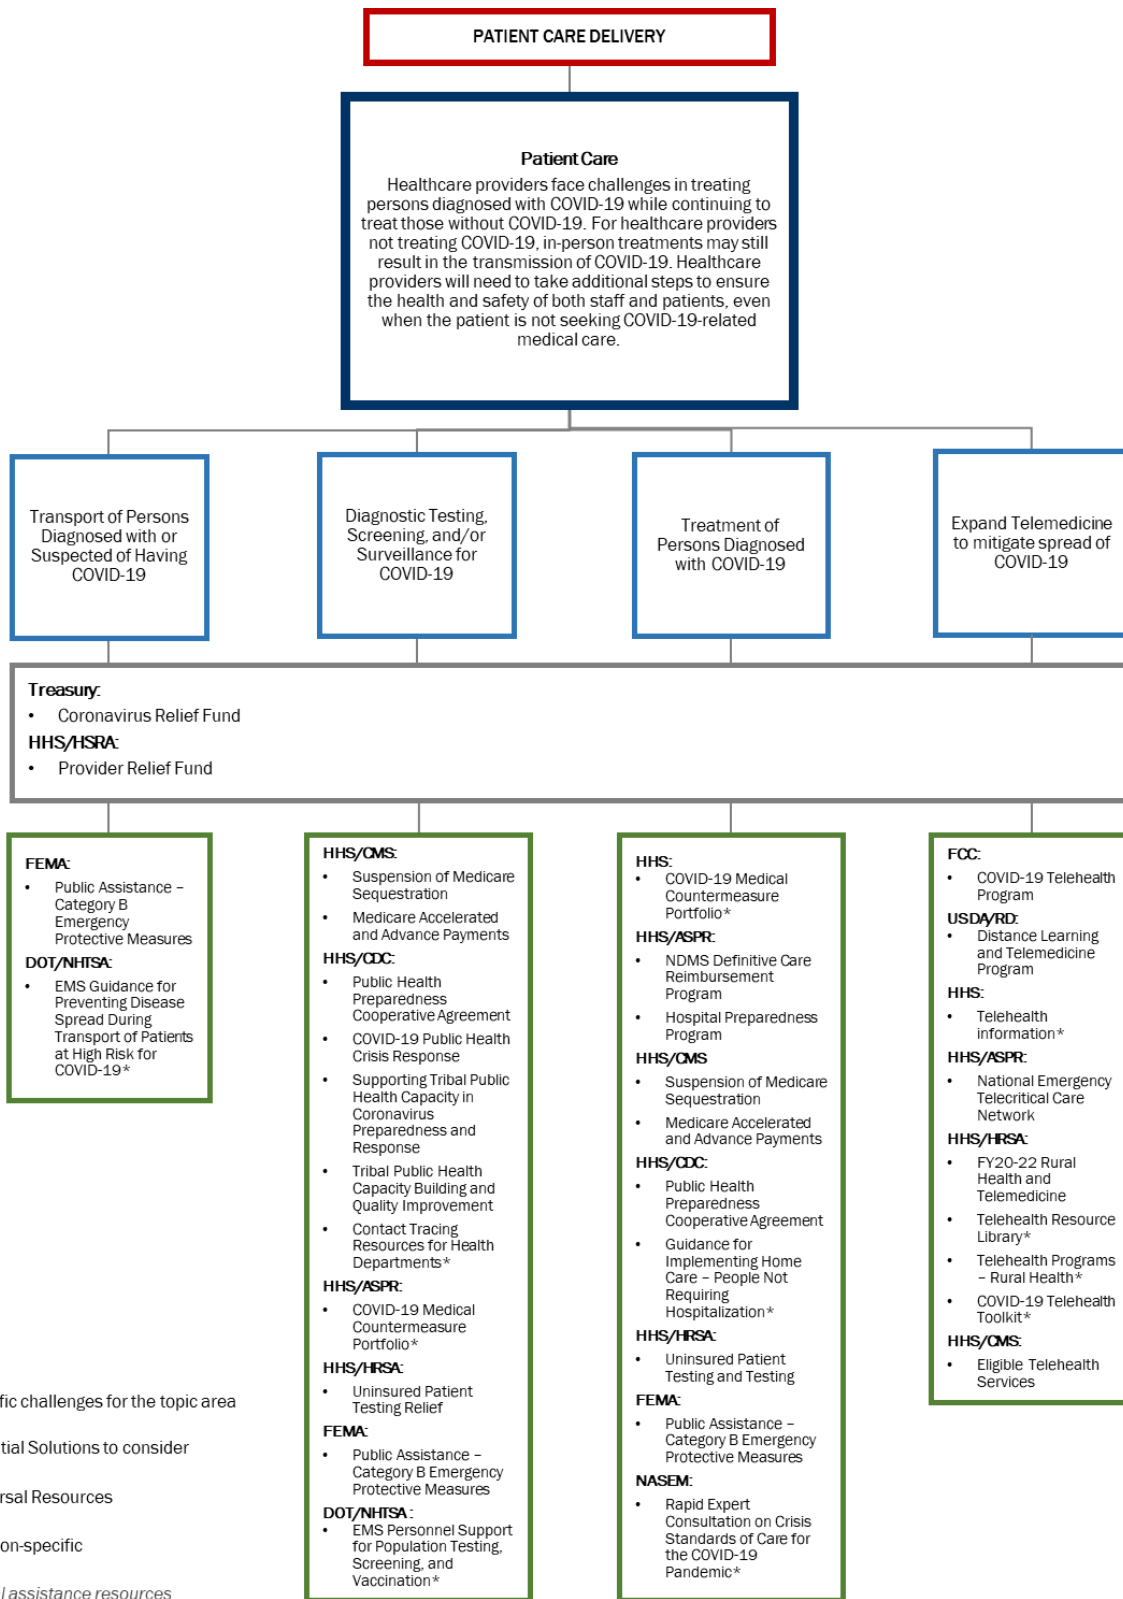 PATIENT CARE DELIVERY
Patient Care
Healthcare providers face challenges in treating
persons diagnosed with COVID-19 while continuing to
treat those without COVID-19. For healthcare providers
not treating COVID-19, in-person treatments may still
result in the transmission of COVID-19. Healthcare
providers will need to take additional steps to ensure
the health and safety of both staff and patients, even
when the patient is not seeking COVID-19-related
medical care.
Transport of Persons
Diagnosed with or
Suspected of Having
COVID-19
Diagnostic Testing,
Screening, and/or
Surveillance for
COVID-19
Treatment of
Persons Diagnosed
with COVID-19
Expand Telemedicine
to mitigate spread of
COVID-19
Treasury:
• Coronavirus Relief Fund
HHS/HSRA:
• Provider Relief Fund
FEMA:
• Public Assistance –
Category B
Emergency
Protective Measures
DOT/NHTSA:
• EMS Guidance for
Preventing Disease
Spread During
Transport of Patients
at High Risk for
COVID-19*
HHS/CMS:
• Suspension of Medicare
Sequestration
• Medicare Accelerated
and Advance Payments
HHS/CDC:
• Public Health
Preparedness
Cooperative Agreement
• COVID-19 Public Health
Crisis Response
• Supporting Tribal Public
Health Capacity in
Coronavirus
Preparedness and
Response
• Tribal Public Health
Capacity Building and
Quality Improvement
• Contact Tracing
Resources for Health
Departments*
HHS/ASPR:
• COVID-19 Medical
Countermeasure
Portfolio*
HHS/HRSA:
• Uninsured Patient
Testing Relief
FEMA:
• Public Assistance –
Category B Emergency
Protective Measures
DOT/NHTSA:
• EMS Personnel Support
for Population Testing,
Screening, and
Vaccination*
HHS:
• COVID-19 Medical
Countermeasure
Portfolio*
HHS/ASPR:
• NDMS Definitive Care
Reimbursement
Program
• Hospital Preparedness
Program
HHS/CMS
• Suspension of Medicare
Sequestration
• Medicare Accelerated
and Advance Payments
HHS/CDC:
• Public Health
Preparedness
Cooperative Agreement
• Guidance for
Implementing Home
Care – People Not
Requiring
Hospitalization*
HHS/HRSA:
• Uninsured Patient
Testing and Testing
FEMA:
• Public Assistance –
Category B Emergency
Protective Measures
NASEM:
• Rapid Expert
Consultation on Crisis
Standards of Care for
the COVID-19
Pandemic*
FCC:
• COVID-19 Telehealth
Program
USDA/RD:
• Distance Learning
and Telemedicine
Program
HHS:
• Telehealth
information*
HHS/ASPR:
• National Emergency
Telecritical Care
Network
HHS/HRSA:
• FY20-22 Rural
Health and
Telemedicine
• Telehealth Resource
Library*
• Telehealth Programs
– Rural Health*
• COVID-19 Telehealth
Toolkit*
HHS/CMS:
• Eligible Telehealth
Services
fic challenges for the topic area
tial Solutions to consider
rsal Resources
on-specific
l assistance resources